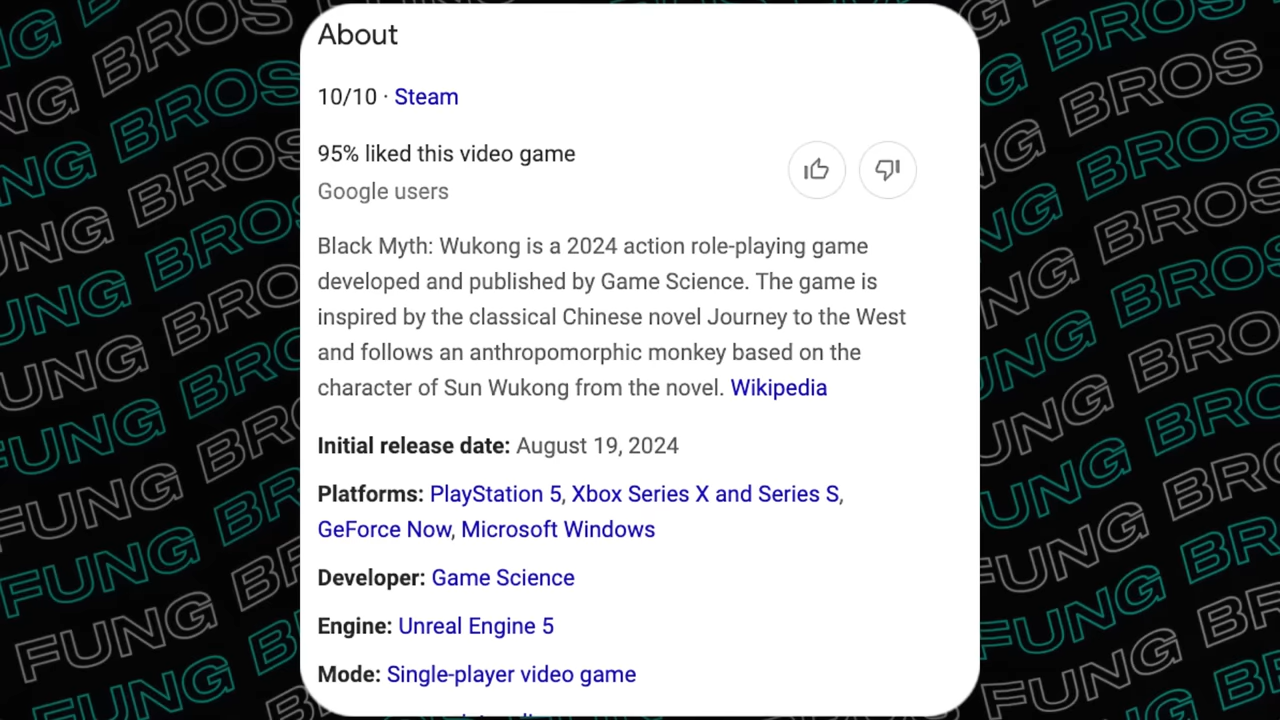 About
10/10 · Steam
95% liked this video game
Google users
Black Myth: Wukong is a 2024 action role-playing game
developed and published by Game Science. The game is
inspired by the classical Chinese novel Journey to the West
and follows an anthropomorphic monkey based on the
character of Sun Wukong from the novel. Wikipedia
Initial release date: August 19, 2024
Platforms: PlayStation 5, Xbox Series X and Series S,
GeForce Now, Microsoft Windows
Developer: Game Science
Engine: Unreal Engine 5
Mode: Single-player video game
FUNG BROS